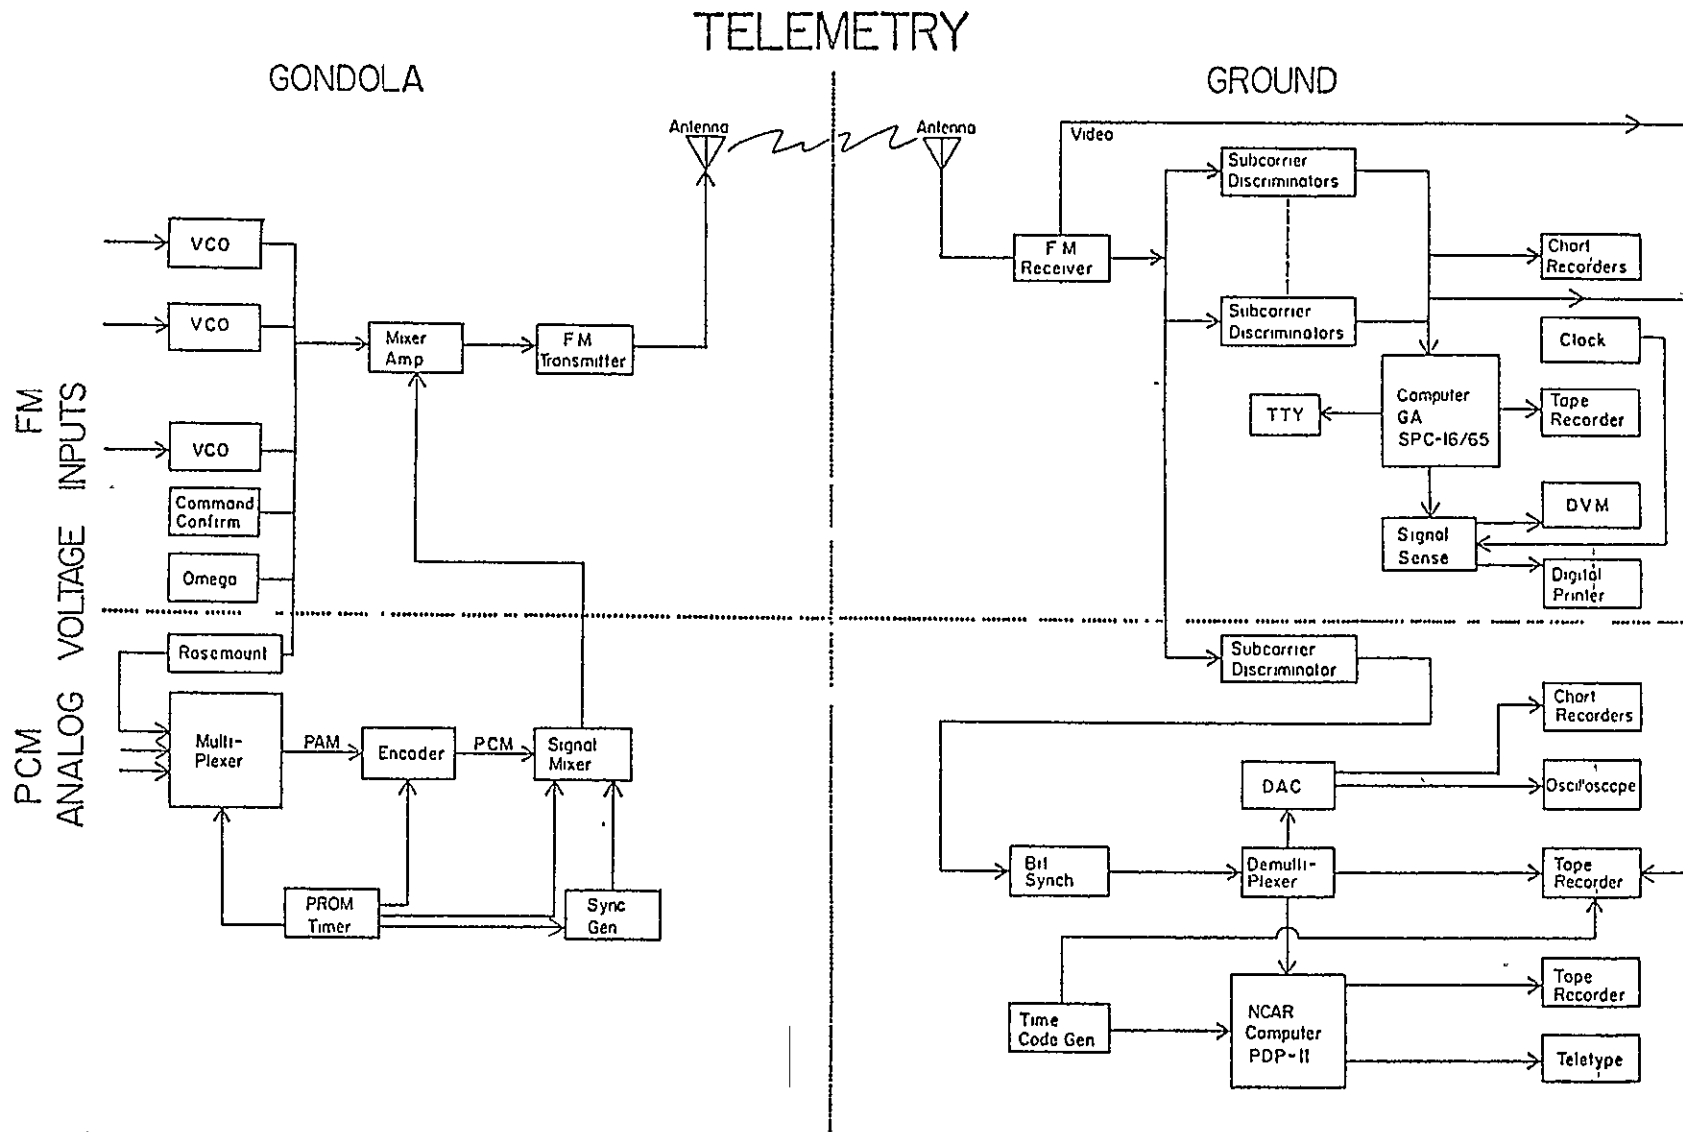 TELEMETRY
GONDOLA
GROUND
Antenna
Antenna
Video
Subcarrier
Discriminators
VCO
FM
Receiver
Chart
Recorders
VCO
Mixer
Amp
FM
Transmitter
Subcarrier
Discriminators
Clock
FM
ANALOG VOLTAGE INPUTS
PCM
TTY
Computer
GA
SPC-16/65
Tape
Recorder
VCO
Command
Confirm
DVM
Signal
Sense
Omega
Digital
Printer
Rosemount
Subcarrier
Discriminator
Chart
Recorders
Multi-
Plexer
PAM
Encoder
PCM
Signal
Mixer
DAC
Oscilloscope
Bit
Synch
Demulti-
Plexer
Tape
Recorder
PROM
Timer
Sync
Gen
Time
Code Gen
NCAR
Computer
PDP-11
Tape
Recorder
Teletype